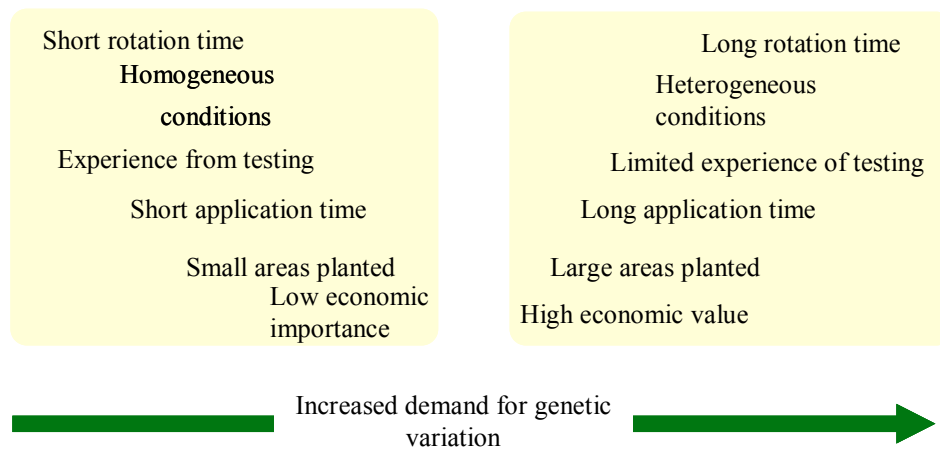 Short rotation time
Homogeneous
conditions
Experience from testing
Short application time
Small areas planted
Low economic
importance
Long rotation time
Heterogeneous
conditions
Limited experience of testing
Long application time
Large areas planted
High economic value
Increased demand for genetic
variation